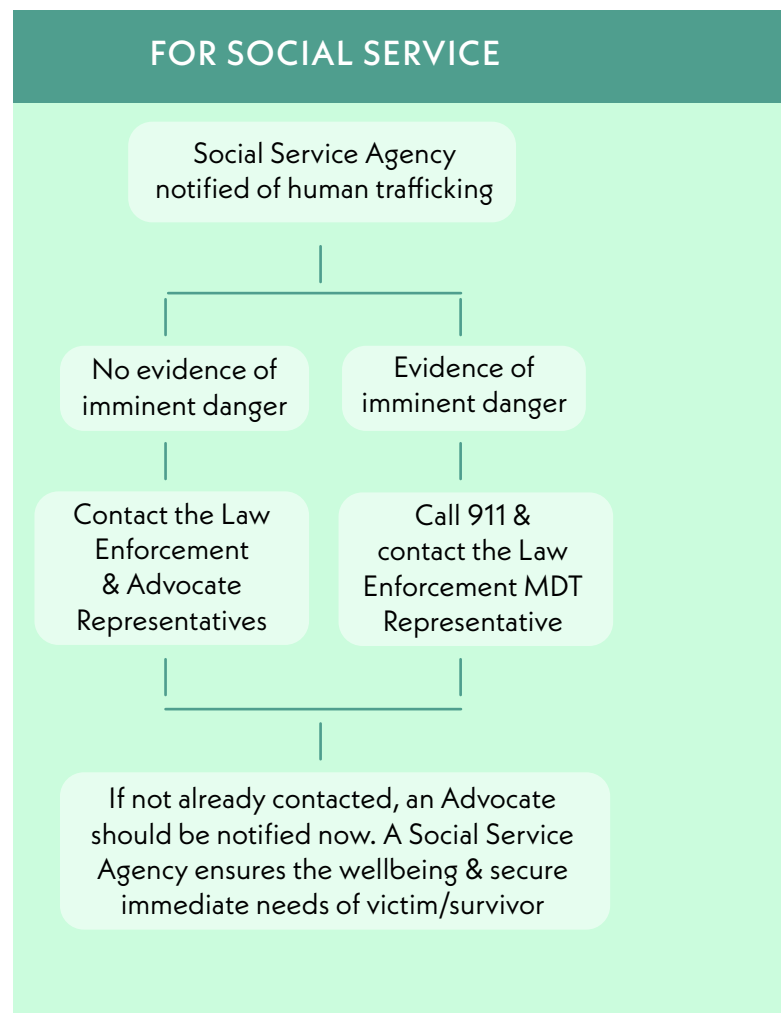 FOR SOCIAL SERVICE
Social Service Agency
notified of human trafficking
No evidence of
imminent danger
Evidence of
imminent danger
Contact the Law
Enforcement
& Advocate
Representatives
Call 911 &
contact the Law
Enforcement MDT
Representative
If not already contacted, an Advocate
should be notified now. A Social Service
Agency ensures the wellbeing & secure
immediate needs of victim/survivor